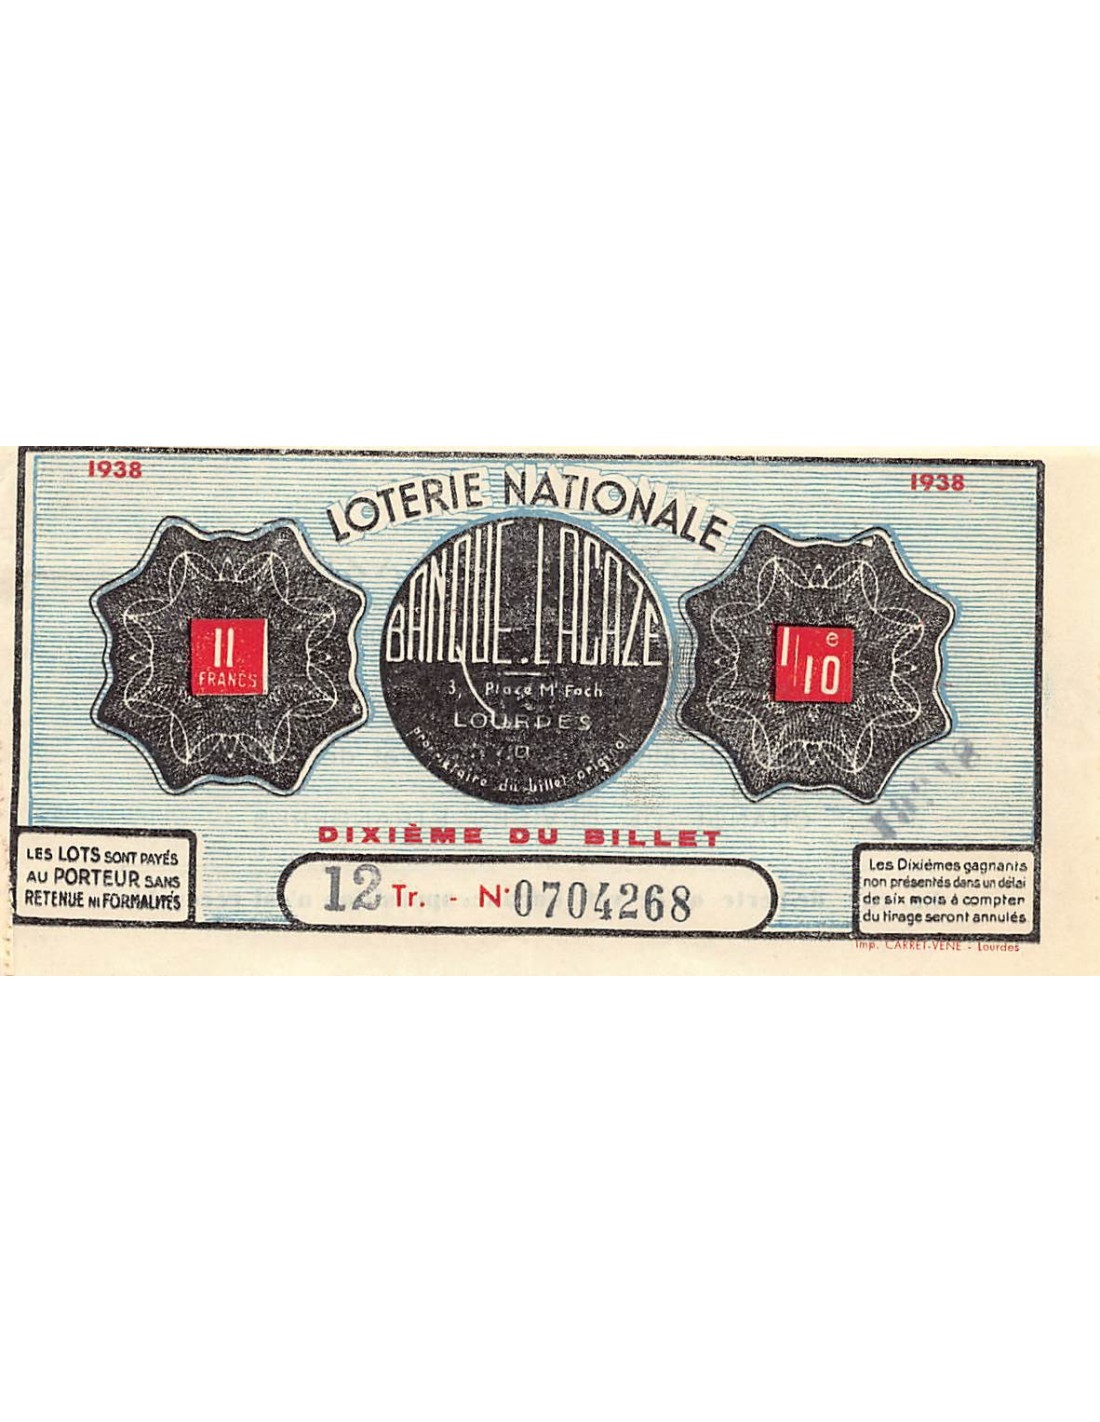 1938
1938
LOTERIE NATIONALE
BANQUE. LACAZE
3, Place Mᵃˡ Foch
LOURDES
propriétaire du billet original
11
FRANCS
1/10e
DIXIÈME DU BILLET
LES LOTS SONT PAYÉS
AU PORTEUR SANS
RETENUE NI FORMALITÉS
12 Tr. - N° 0704268
Les Dixièmes gagnants
non présentés dans un délai
de six mois à compter
du tirage seront annulés
Imp. CARRET-VENE - Lourdes